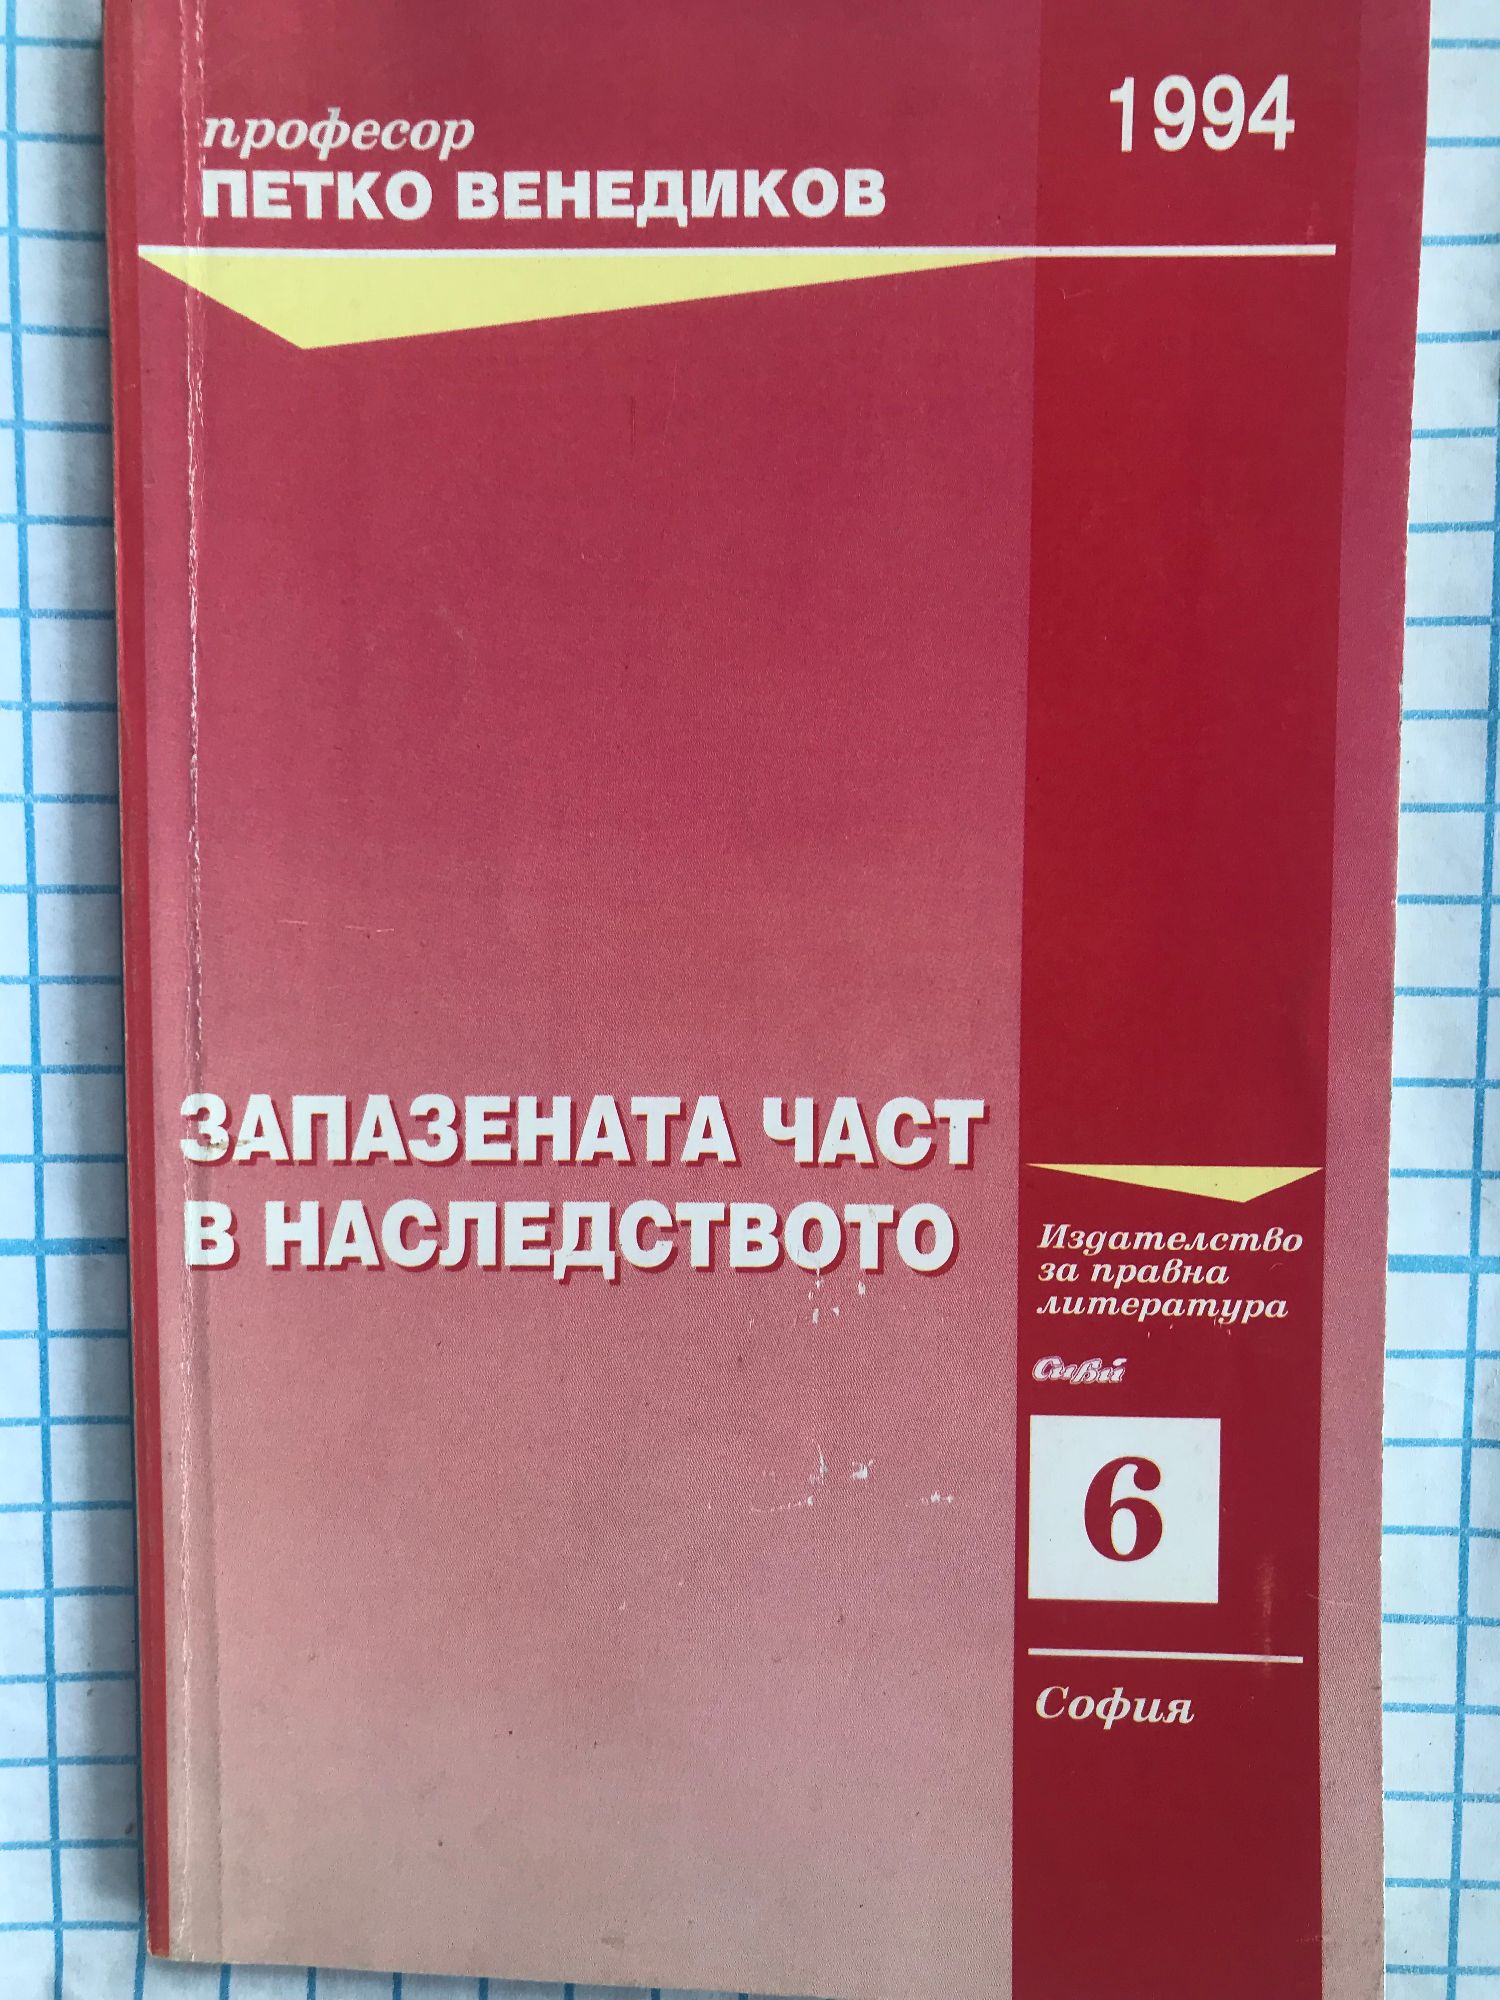 професор
ПЕТКО ВЕНЕДИКОВ
1994
ЗАПАЗЕНАТА ЧАСТ
В НАСЛЕДСТВОТО
Издателство
за правна
литература
Сиби
6
София